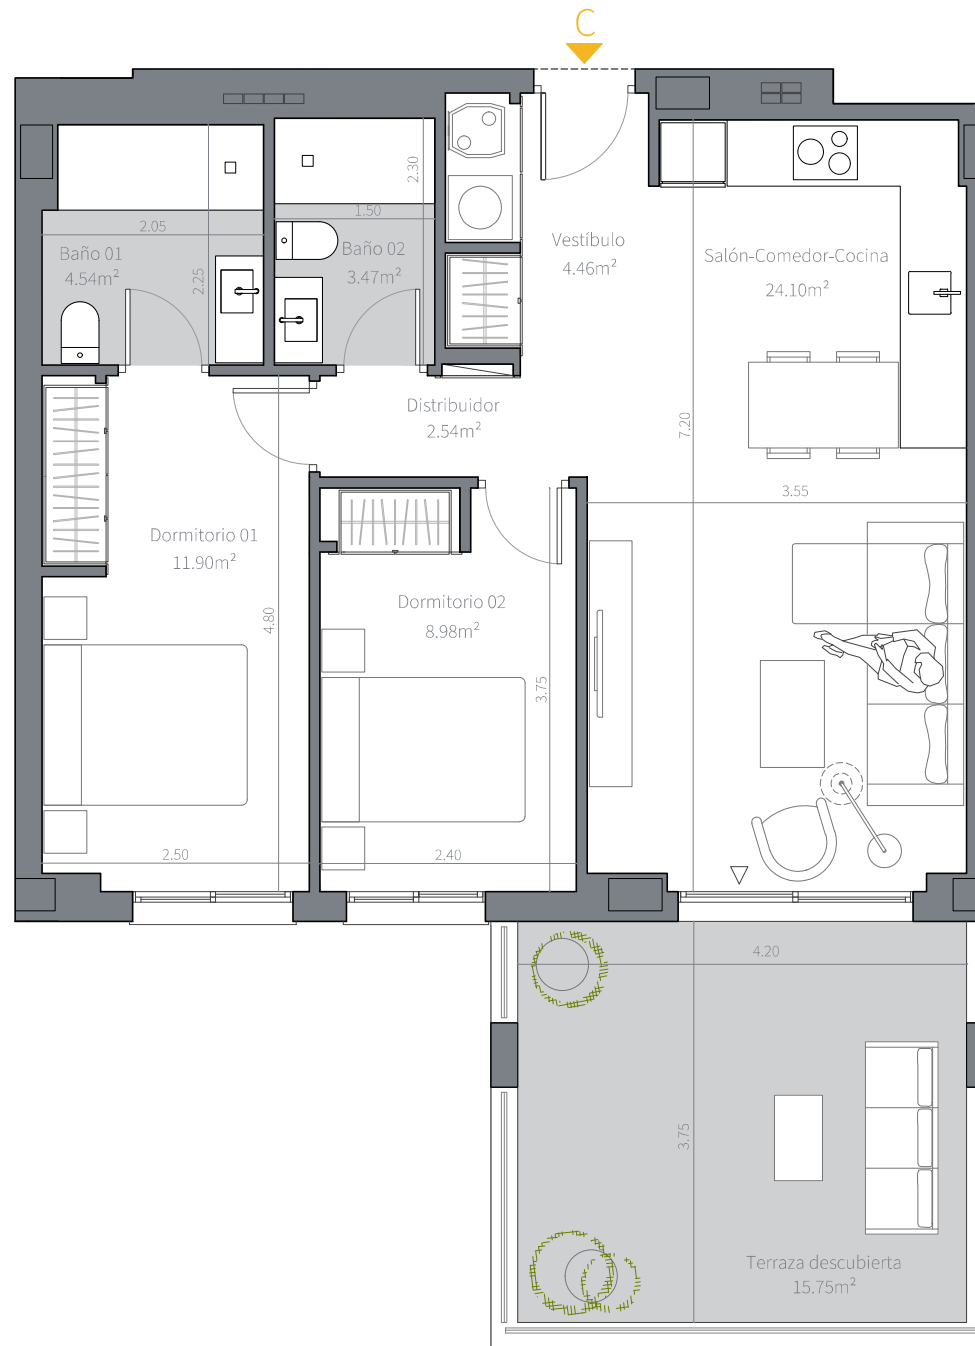 C
2.30
1.50
2.05
Baño 01
4.54m²
2.25
Baño 02
3.47m²
Vestíbulo
4.46m²
Salón-Comedor-Cocina
24.10m²
Distribuidor
2.54m²
7.20
3.55
Dormitorio 01
11.90m²
4.80
Dormitorio 02
8.98m²
3.75
2.50
2.40
4.20
3.75
Terraza descubierta
15.75m²